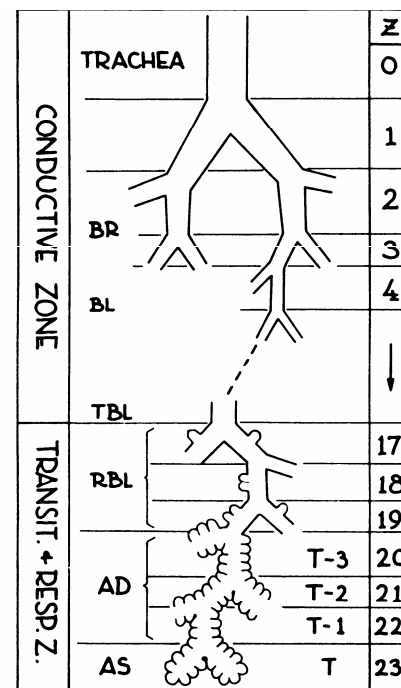 Z
TRACHEA
0
1
2
BR
3
BL
4
TBL
17
RBL
18
19
T-3 20
AD
T-2 21
T-1 22
AS T 23
CONDUCTIVE ZONE
TRANSIT. + RESP. Z.